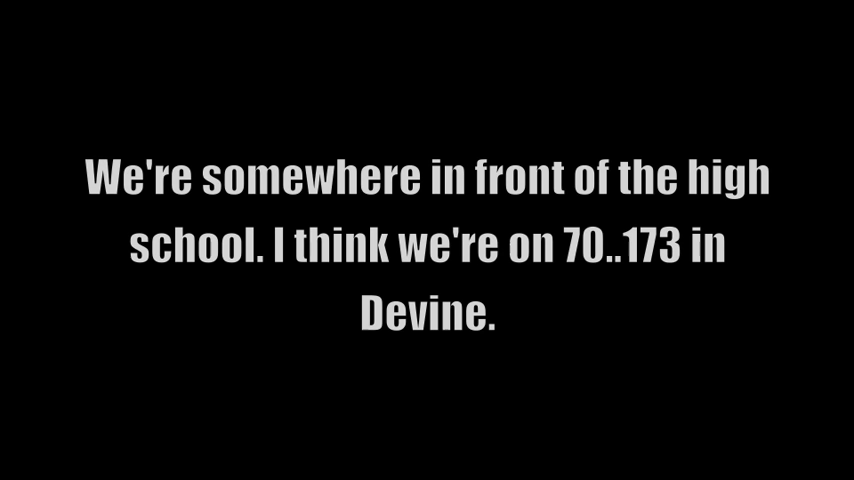 We're somewhere in front of the high
school. I think we're on 70..173 in
Devine.